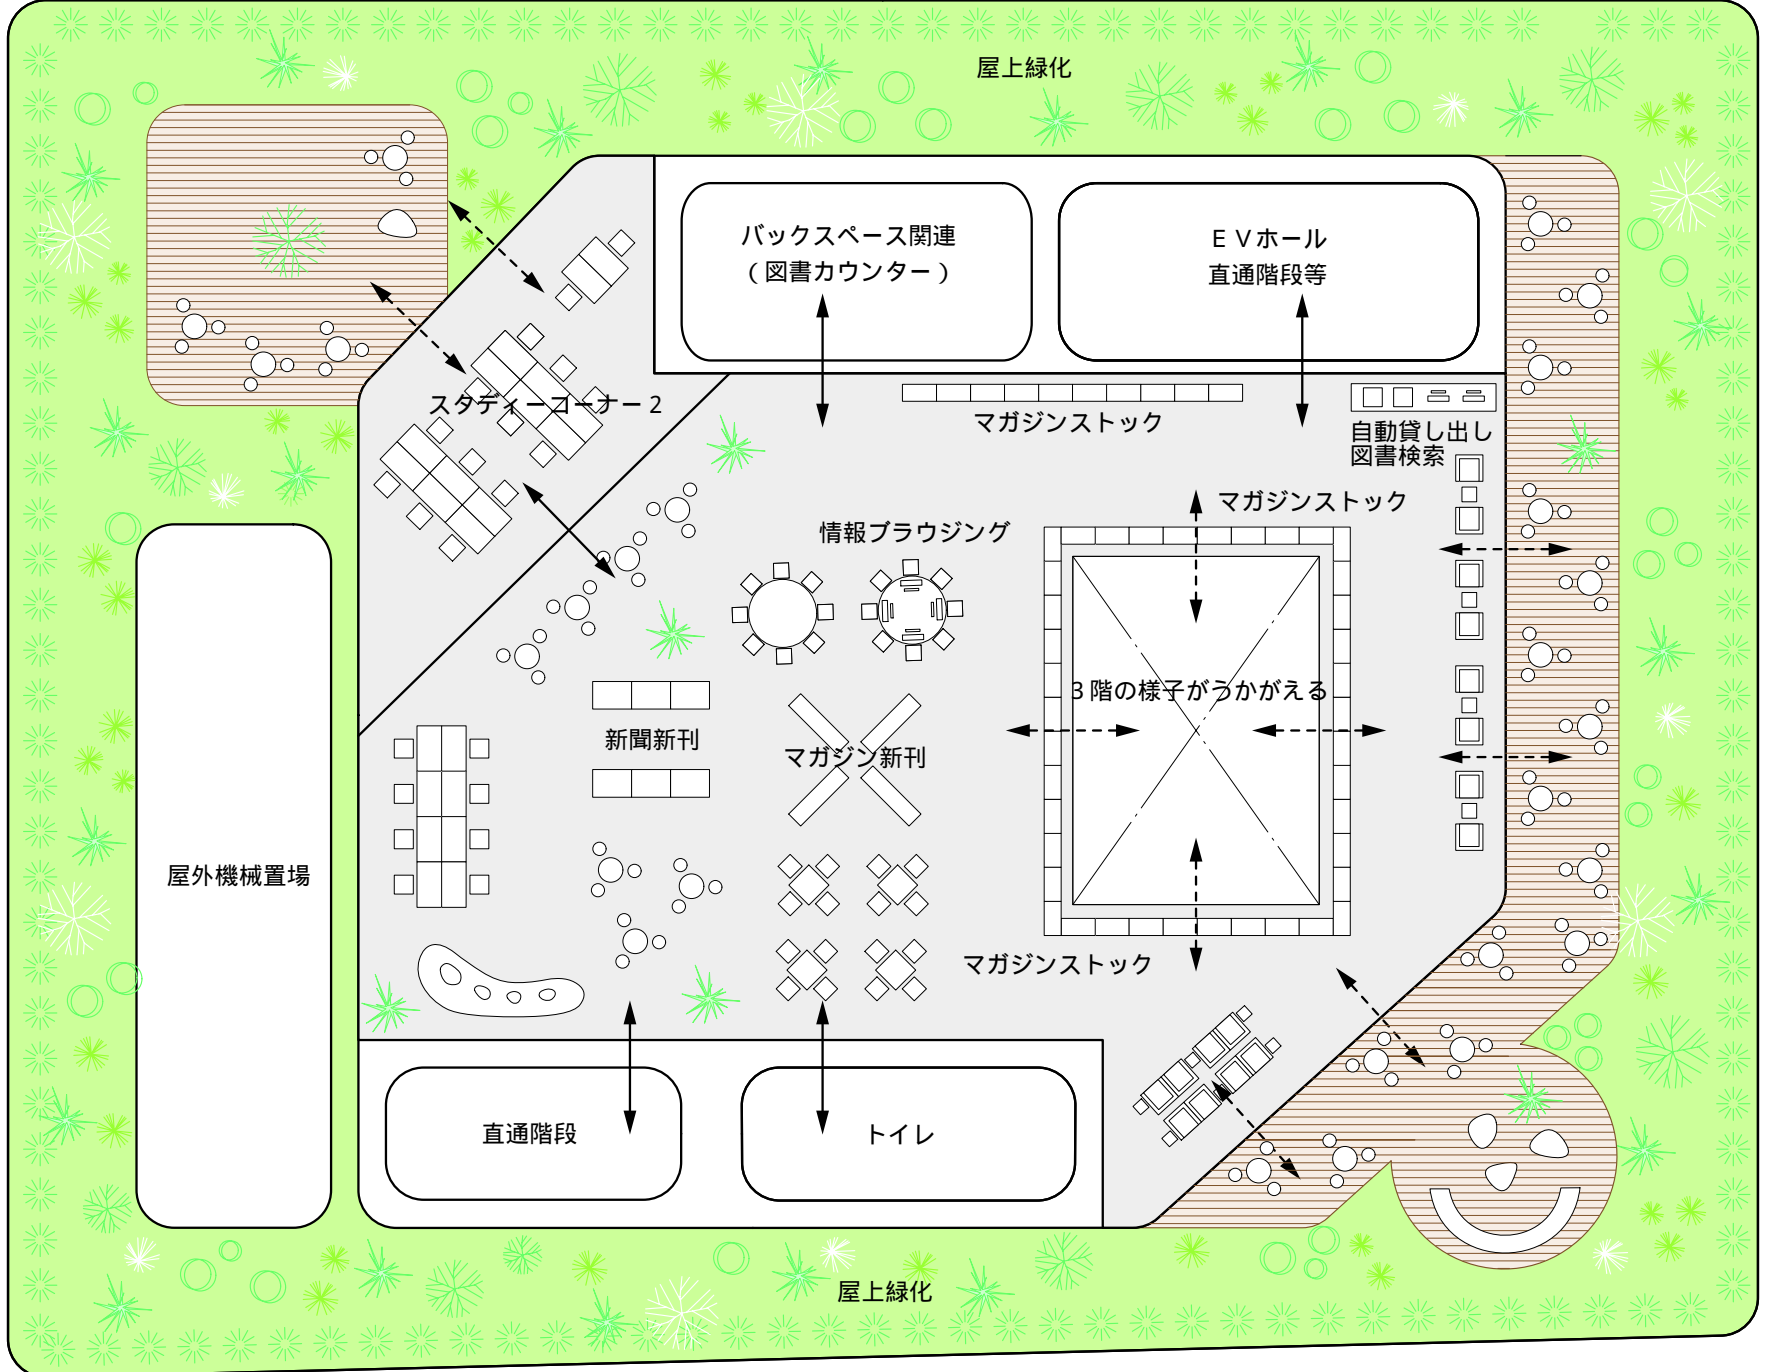 屋上緑化
バックスペース関連
(図書カウンター)
EVホール
直通階段等
スタディーコーナー2
マガジンストック
自動貸し出し
図書検索
マガジンストック
情報ブラウジング
3階の様子がうかがえる
新聞新刊
マガジン新刊
屋外機械置場
マガジンストック
直通階段
トイレ
屋上緑化